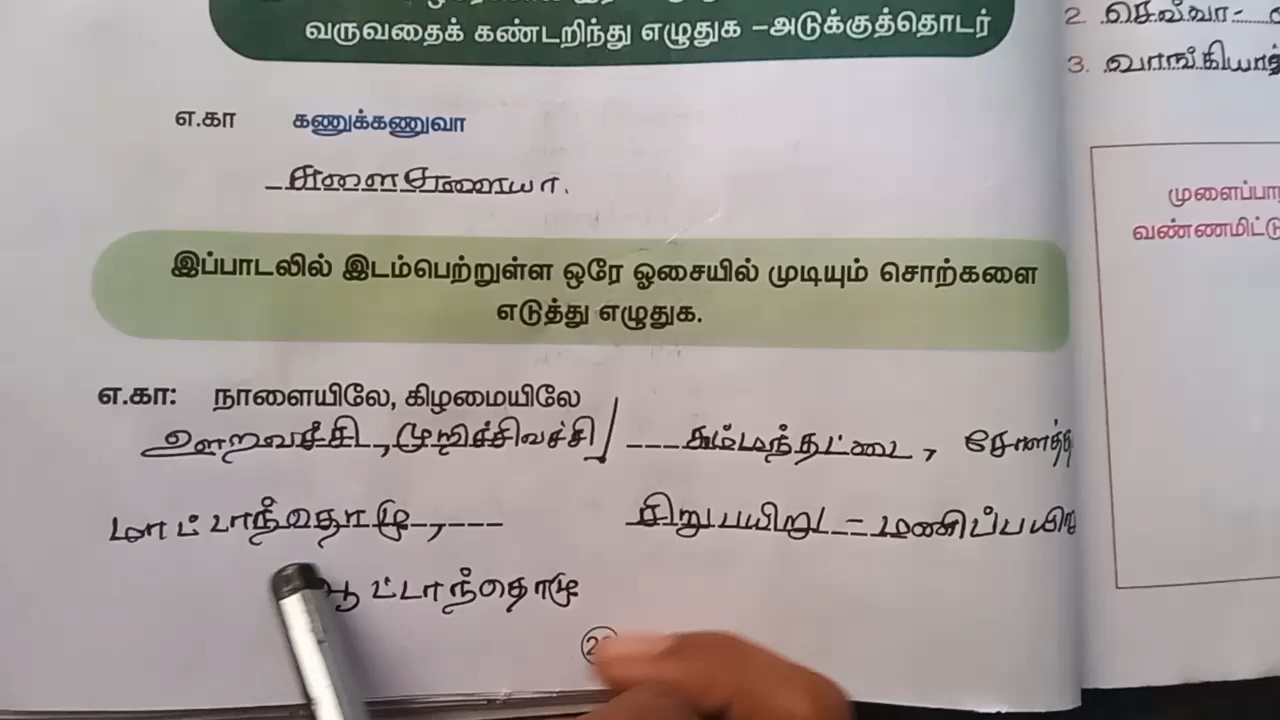 வருவதைக் கண்டறிந்து எழுதுக -அடுக்குத்தொடர்
எ.கா கணுக்கணுவா
சுளைசுளையா.
இப்பாடலில் இடம்பெற்றுள்ள ஒரே ஓசையில் முடியும் சொற்களை
எடுத்து எழுதுக.
எ.கா: நாளையிலே, கிழமையிலே
ஊறவச்சி, முறிச்சிவச்சி / கம்மந்தட்டை, சோளத்த
மாட்டாந்தொழு, சிறுபயிறு - மணிப்பயிறு
ஆட்டாந்தொழு
2. செவ்வா-
3. வாங்கியாந்
முளைப்பா
வண்ணமிட்டு